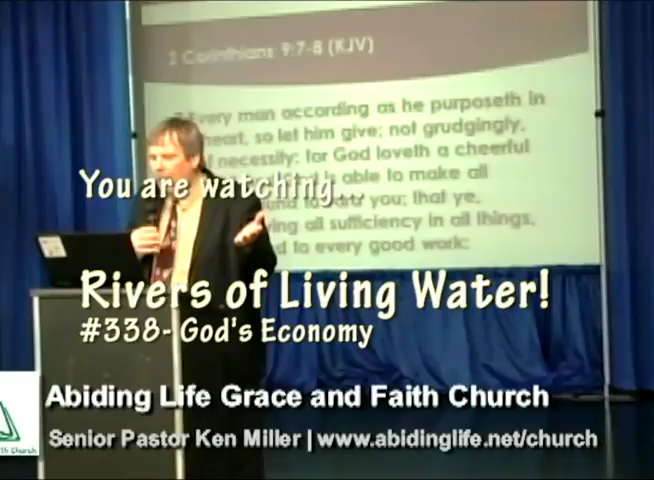 2 Corinthians 9:7-8 (KJV)
7 Every man according as he purposeth in
heart, so let him give; not grudgingly,
necessity: for God loveth a cheerful
is able to make all
you; that ye,
all sufficiency in all things,
to every good work:
You are watching...
Rivers of Living Water!
#338- God's Economy
Abiding Life Grace and Faith Church
Senior Pastor Ken Miller | www.abidinglife.net/church
Church